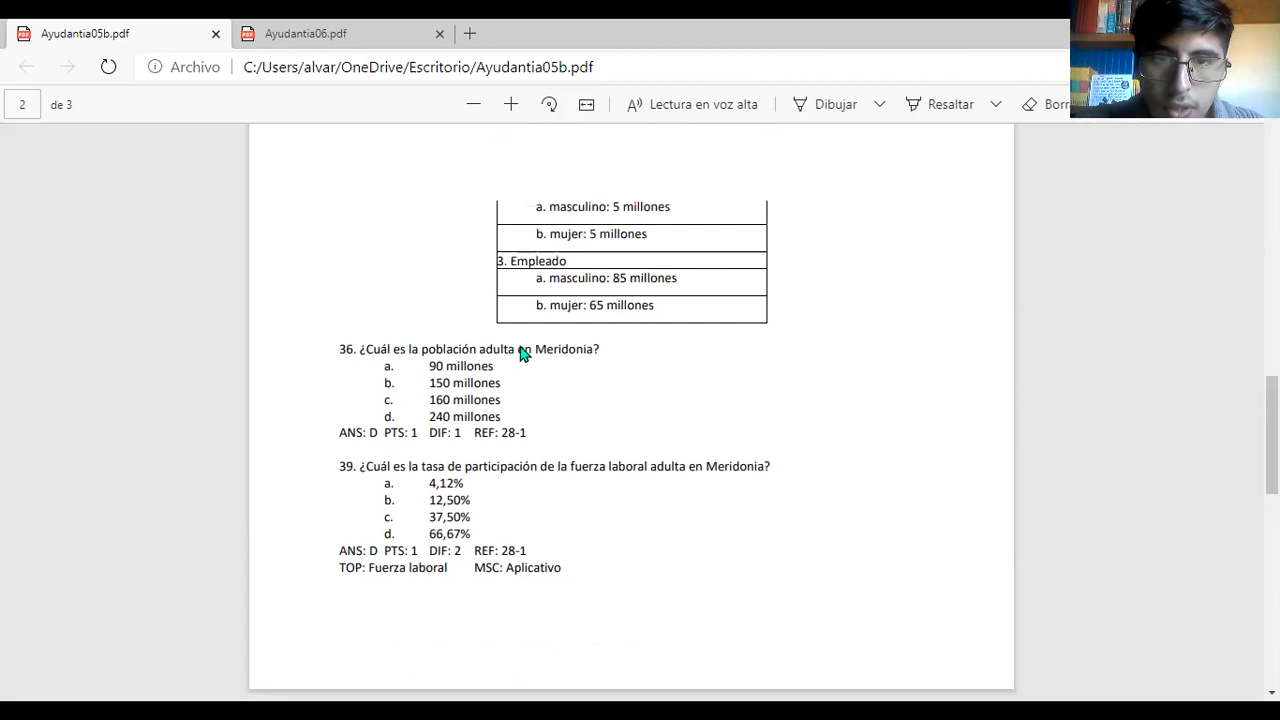 Ayudantia05b.pdf
Ayudantia06.pdf
Archivo C:/Users/alvar/OneDrive/Escritorio/Ayudantia05b.pdf
2 de 3
Lectura en voz alta
Dibujar
Resaltar
Borr
a. masculino: 5 millones
b. mujer: 5 millones
3. Empleado
a. masculino: 85 millones
b. mujer: 65 millones
36. ¿Cuál es la población adulta en Meridonia?
a. 90 millones
b. 150 millones
c. 160 millones
d. 240 millones
ANS: D PTS: 1 DIF: 1 REF: 28-1
39. ¿Cuál es la tasa de participación de la fuerza laboral adulta en Meridonia?
a. 4,12%
b. 12,50%
c. 37,50%
d. 66,67%
ANS: D PTS: 1 DIF: 2 REF: 28-1
TOP: Fuerza laboral MSC: Aplicativo